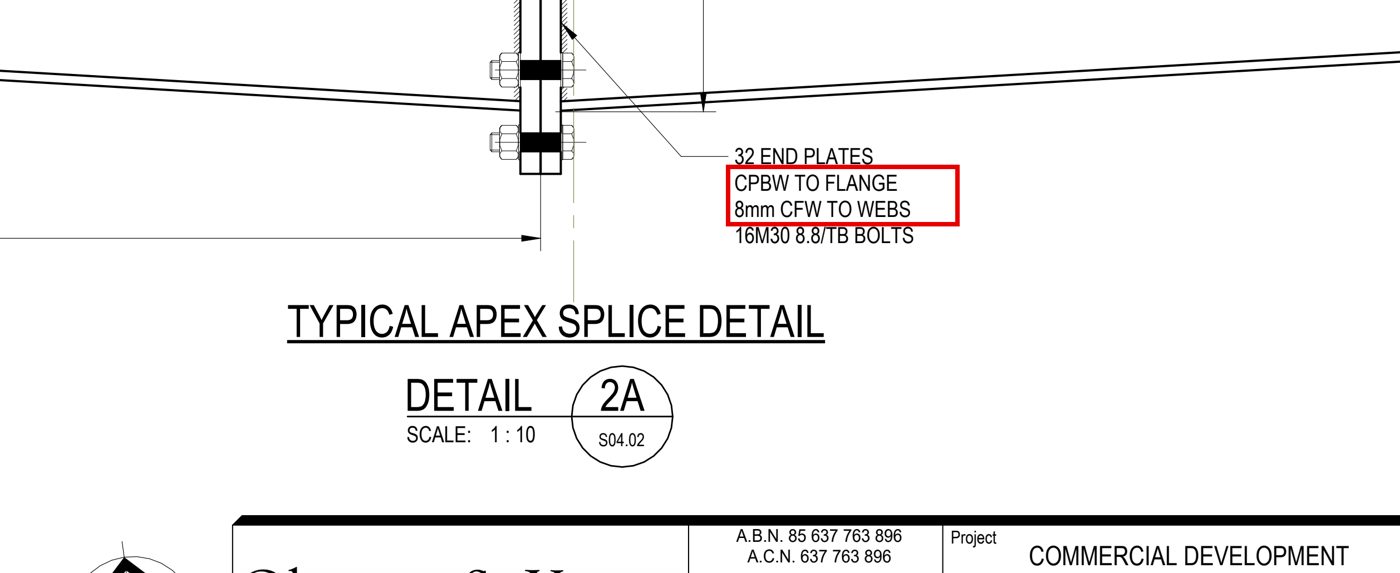 32 END PLATES
CPBW TO FLANGE
8mm CFW TO WEBS
16M30 8.8/TB BOLTS
TYPICAL APEX SPLICE DETAIL
DETAIL 2A
SCALE: 1 : 10 S04.02
A.B.N. 85 637 763 896
A.C.N. 637 763 896
Project
COMMERCIAL DEVELOPMENT